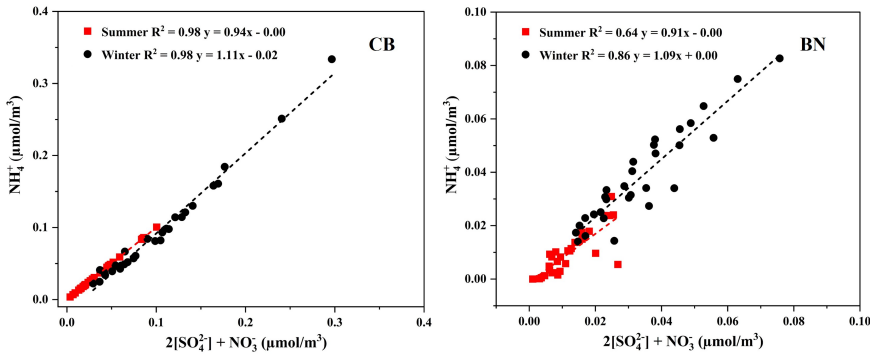 Summer R² = 0.98 y = 0.94x - 0.00
Winter R² = 0.98 y = 1.11x - 0.02
CB
0.4
0.3
0.2
0.1
0.0
NH₄⁺ (μmol/m³)
0.0 0.1 0.2 0.3 0.4
2[SO₄²⁻] + NO₃⁻ (μmol/m³)
Summer R² = 0.64 y = 0.91x - 0.00
Winter R² = 0.86 y = 1.09x + 0.00
BN
0.10
0.08
0.06
0.04
0.02
0.00
NH₄⁺ (μmol/m³)
0.00 0.02 0.04 0.06 0.08 0.10
2[SO₄²⁻] + NO₃⁻ (μmol/m³)